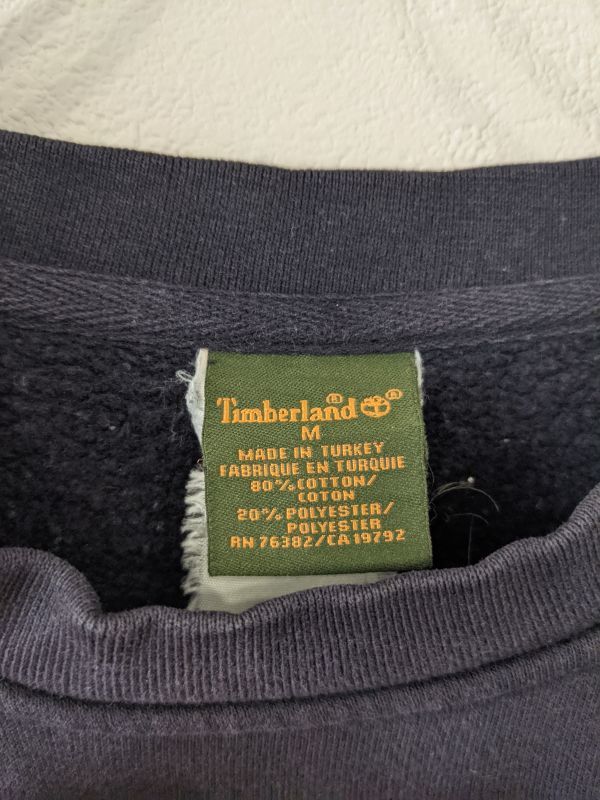 Timberland® ®
M
MADE IN TURKEY
FABRIQUE EN TURQUIE
80% COTTON/
COTON
20% POLYESTER/
POLYESTER
RN 76382/CA 19792